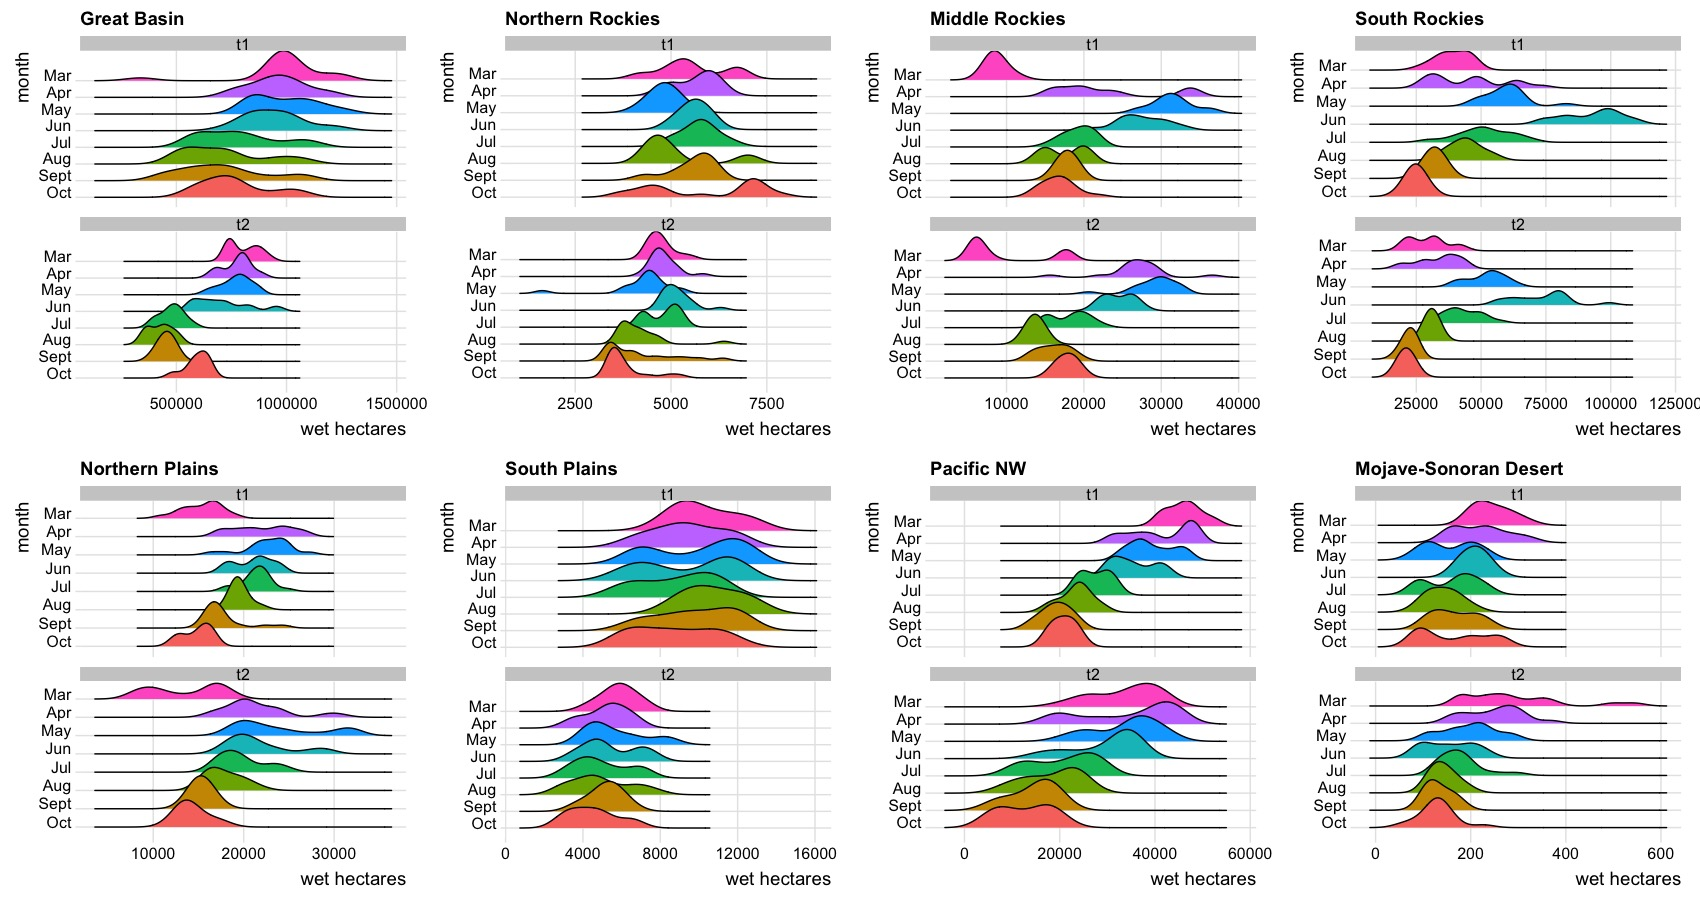 Great Basin
month
t1
Mar
Apr
May
Jun
Jul
Aug
Sept
Oct
t2
Mar
Apr
May
Jun
Jul
Aug
Sept
Oct
500000 1000000 1500000
wet hectares
Northern Rockies
month
t1
Mar
Apr
May
Jun
Jul
Aug
Sept
Oct
t2
Mar
Apr
May
Jun
Jul
Aug
Sept
Oct
2500 5000 7500
wet hectares
Middle Rockies
month
t1
Mar
Apr
May
Jun
Jul
Aug
Sept
Oct
t2
Mar
Apr
May
Jun
Jul
Aug
Sept
Oct
10000 20000 30000 40000
wet hectares
South Rockies
month
t1
Mar
Apr
May
Jun
Jul
Aug
Sept
Oct
t2
Mar
Apr
May
Jun
Jul
Aug
Sept
Oct
25000 50000 75000 100000 125000
wet hectares
Northern Plains
month
t1
Mar
Apr
May
Jun
Jul
Aug
Sept
Oct
t2
Mar
Apr
May
Jun
Jul
Aug
Sept
Oct
10000 20000 30000
wet hectares
South Plains
month
t1
Mar
Apr
May
Jun
Jul
Aug
Sept
Oct
t2
Mar
Apr
May
Jun
Jul
Aug
Sept
Oct
0 4000 8000 12000 16000
wet hectares
Pacific NW
month
t1
Mar
Apr
May
Jun
Jul
Aug
Sept
Oct
t2
Mar
Apr
May
Jun
Jul
Aug
Sept
Oct
0 20000 40000 60000
wet hectares
Mojave-Sonoran Desert
month
t1
Mar
Apr
May
Jun
Jul
Aug
Sept
Oct
t2
Mar
Apr
May
Jun
Jul
Aug
Sept
Oct
0 200 400 600
wet hectares